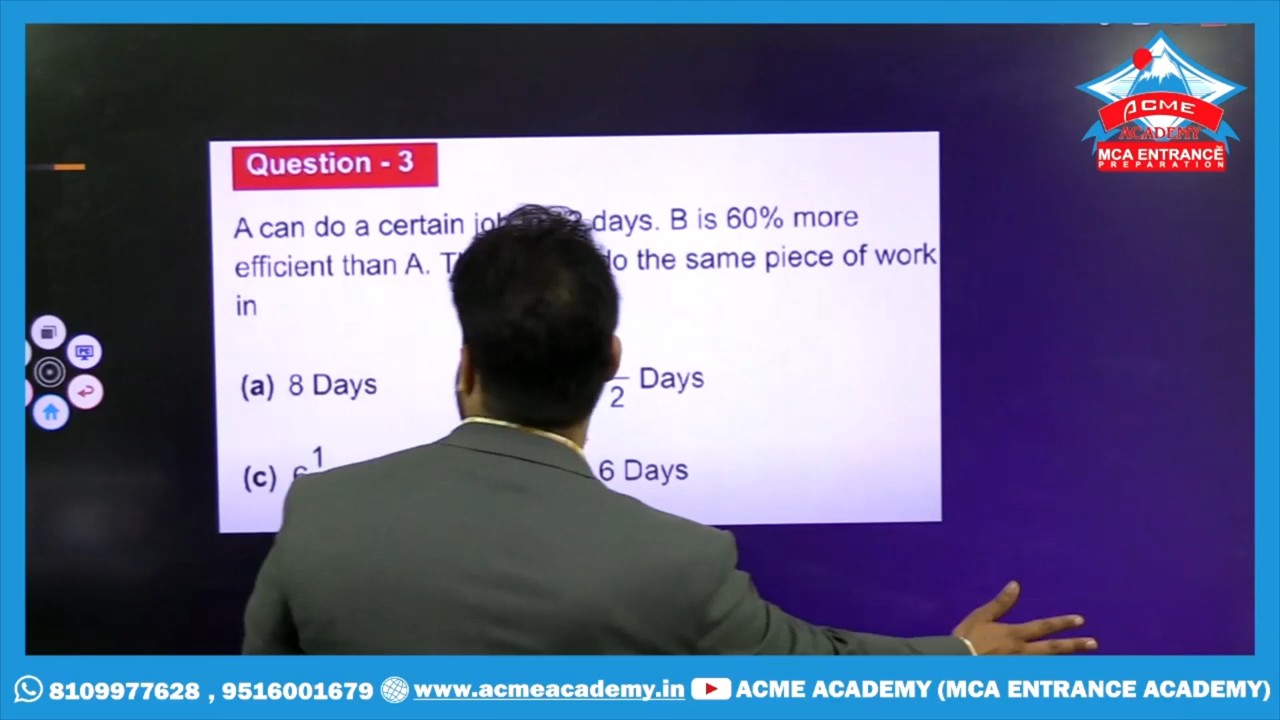 ACME
ACADEMY
MCA ENTRANCE
PREPARATION
Question - 3
A can do a certain days. B is 60% more
efficient than A. do the same piece of work
in
(a) 8 Days
2 Days
(c) 1
6 Days
8109977628 , 9516001679 www.acmeacademy.in ACME ACADEMY (MCA ENTRANCE ACADEMY)